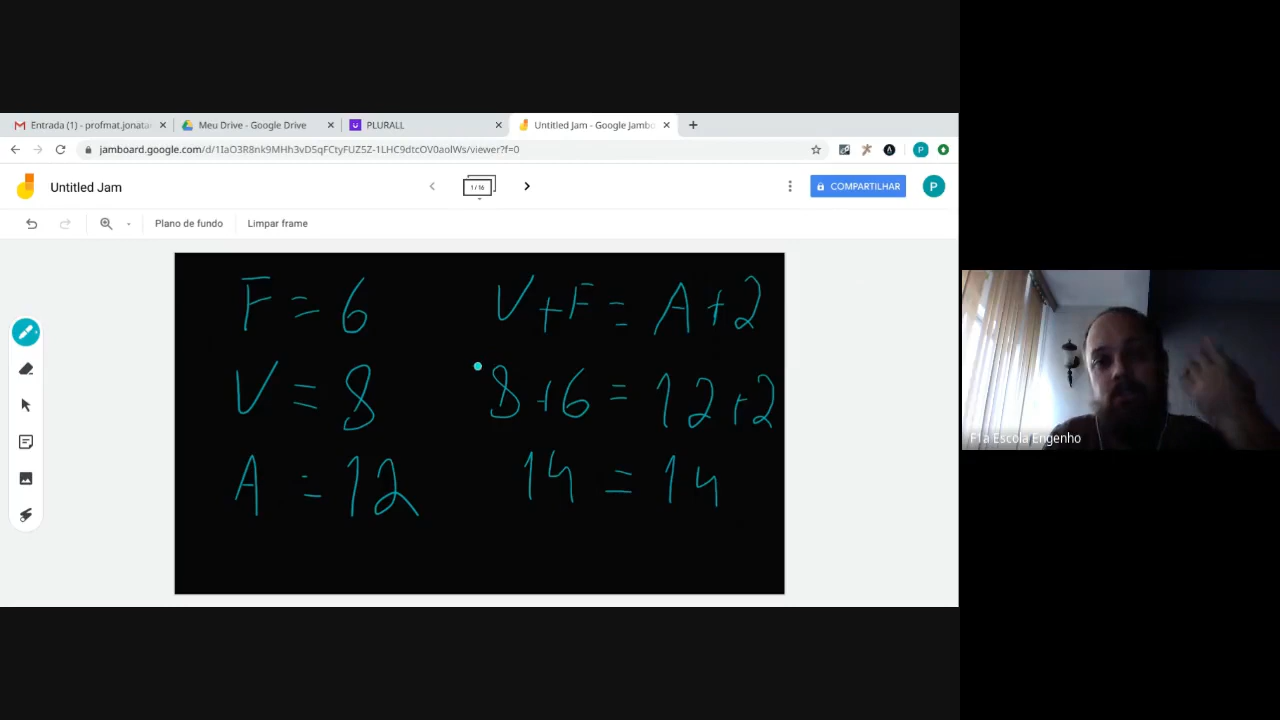 Entrada (1) - profmat.jonata
Meu Drive - Google Drive
PLURALL
Untitled Jam - Google Jambo
jamboard.google.com/d/1IaO3R8nk9MHh3vDSqFCtyFUZ5Z-1LHC9dtcOV0aoIWs/viewer?f=0
P
Untitled Jam
1 / 16
COMPARTILHAR
P
Plano de fundo
Limpar frame
F = 6
V + F = A + 2
V = 8
8 + 6 = 12 + 2
A = 12
14 = 14
F1a Escola Engenho